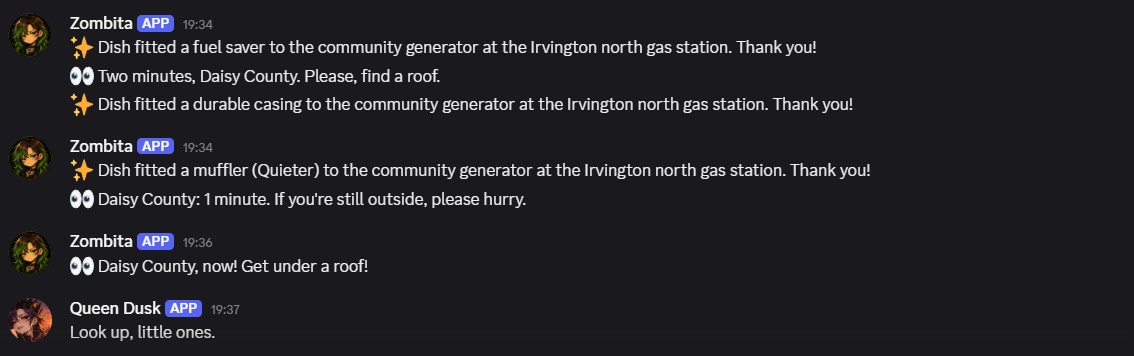 Zombita APP 19:34
✨ Dish fitted a fuel saver to the community generator at the Irvington north gas station. Thank you!
👀 Two minutes, Daisy County. Please, find a roof.
✨ Dish fitted a durable casing to the community generator at the Irvington north gas station. Thank you!
Zombita APP 19:34
✨ Dish fitted a muffler (Quieter) to the community generator at the Irvington north gas station. Thank you!
👀 Daisy County: 1 minute. If you're still outside, please hurry.
Zombita APP 19:36
👀 Daisy County, now! Get under a roof!
Queen Dusk APP 19:37
Look up, little ones.